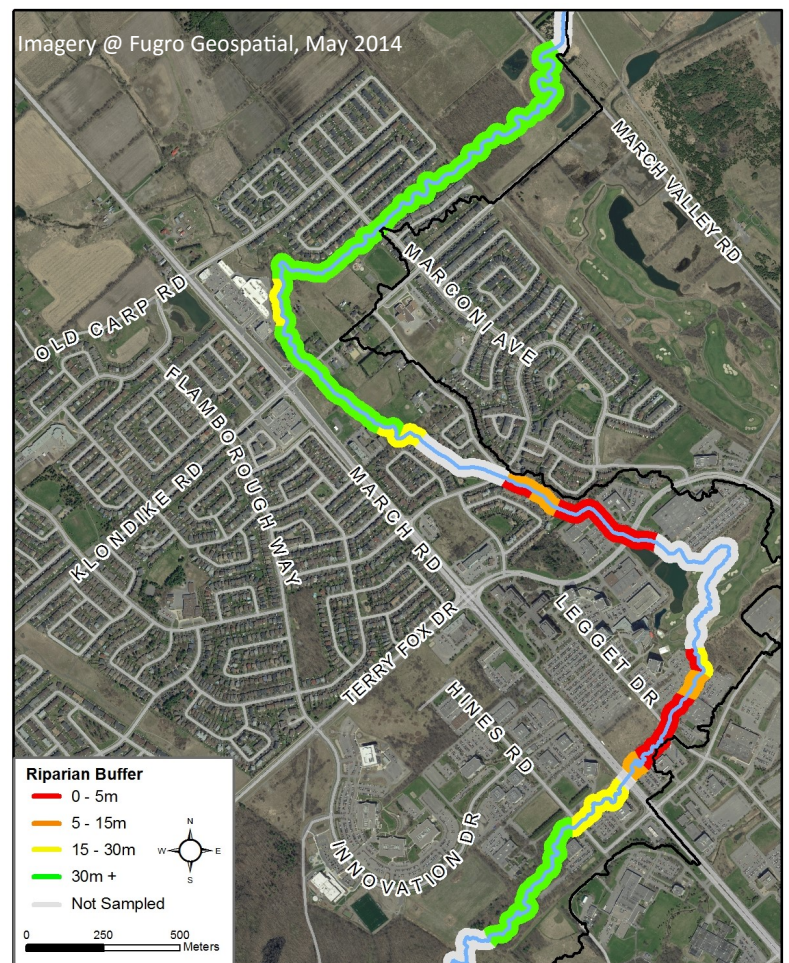 Imagery @ Fugro Geospatial, May 2014
MARCH VALLEY RD
MARCONI AVE
OLD CARP RD
FLAMBOROUGH WAY
KLONDIKE RD
MARCH RD
TERRY FOX DR
LEGGET DR
HINES RD
INNOVATION DR
Riparian Buffer
0 - 5m
5 - 15m
15 - 30m
30m +
Not Sampled
N
W
E
S
0 250 500
Meters